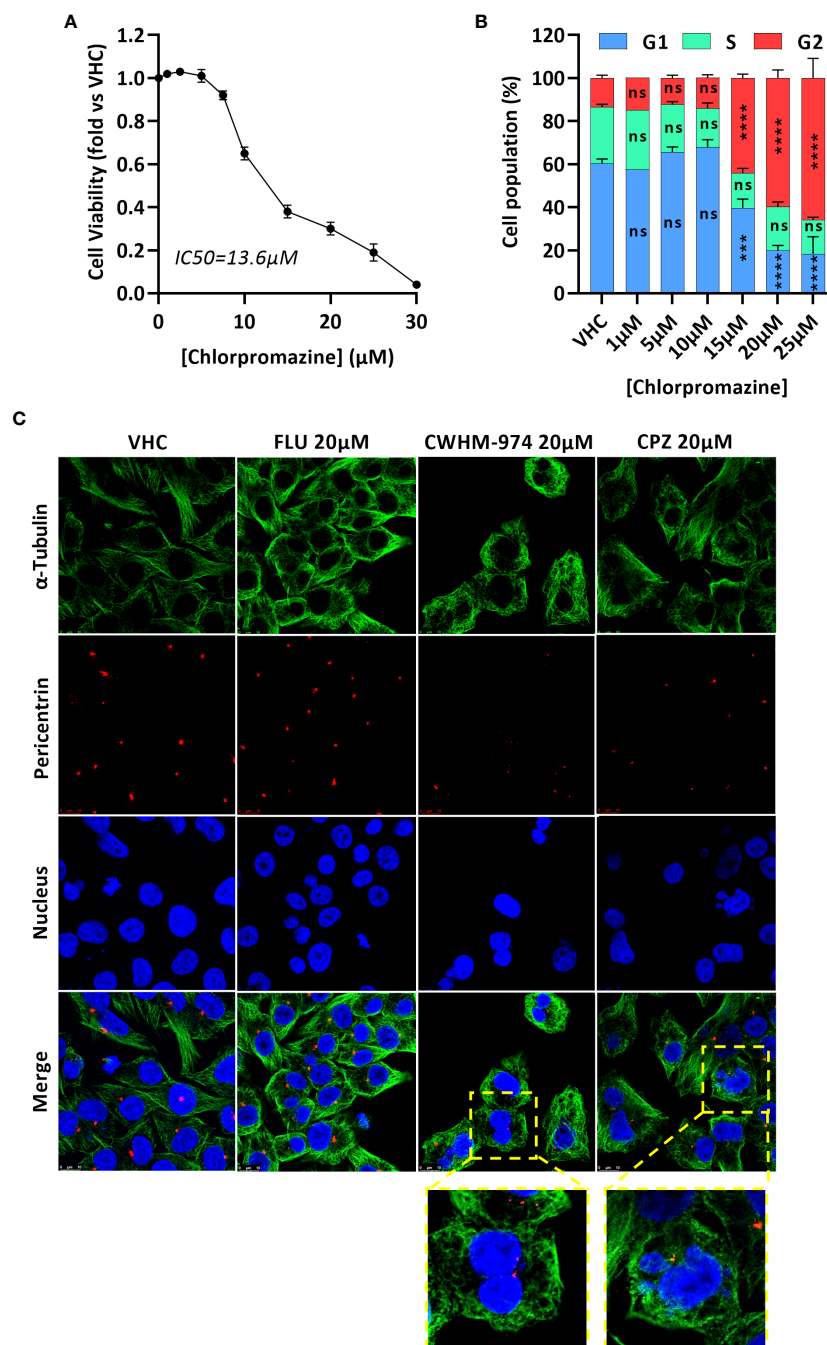 A
Cell Viability (fold vs VHC)
1.2
1.0
0.8
0.6
0.4
0.2
0.0
IC50=13.6µM
0
10
20
30
[Chlorpromazine] (µM)
B
G1
S
G2
Cell population (%)
120
100
80
60
40
20
0
ns
ns
ns
****
****
****
ns
ns
ns
ns
ns
ns
ns
ns
ns
***
****
****
VHC
1µM
5µM
10µM
15µM
20µM
25µM
[Chlorpromazine]
C
VHC
FLU 20µM
CWHM-974 20µM
CPZ 20µM
α-Tubulin
Pericentrin
Nucleus
Merge